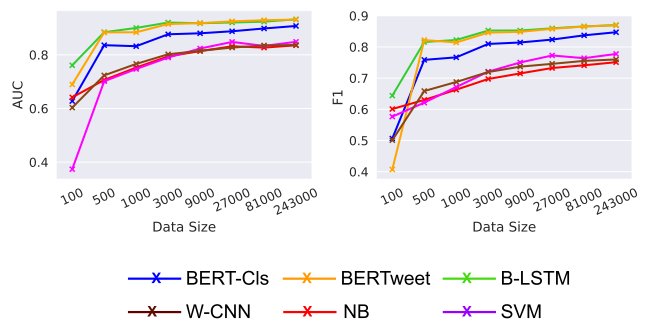 0.8
0.6
0.4
AUC
100
500
1000
3000
9000
27000
81000
243000
Data Size
0.9
0.8
0.7
0.6
0.5
0.4
F1
100
500
1000
3000
9000
27000
81000
243000
Data Size
BERT-Cls
BERTweet
B-LSTM
W-CNN
NB
SVM